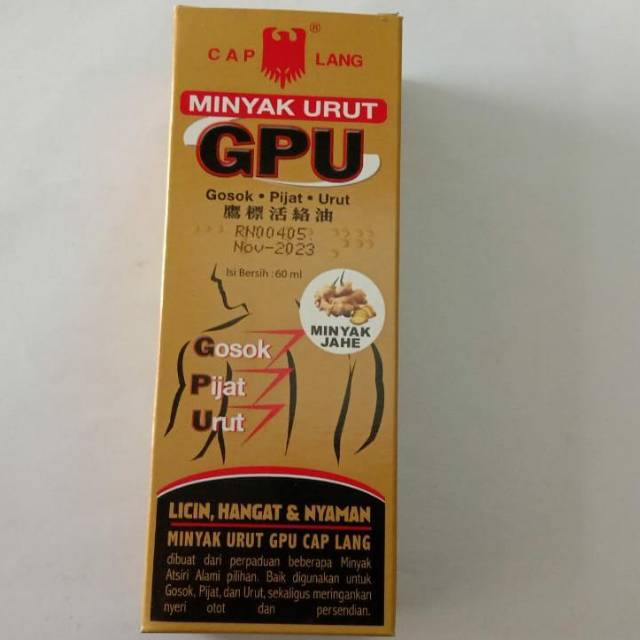 CAP LANG ®
MINYAK URUT
GPU
Gosok • Pijat • Urut
鷹標活絡油
RN00405
Nov-2023
Isi Bersih : 60 ml
MINYAK
JAHE
Gosok
Pijat
Urut
LICIN, HANGAT & NYAMAN
MINYAK URUT GPU CAP LANG
dibuat dari perpaduan beberapa Minyak
Atsiri Alami pilihan. Baik digunakan untuk
Gosok, Pijat, dan Urut, sekaligus meringankan
nyeri otot dan persendian.